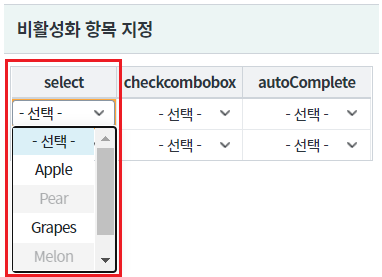 비활성화 항목 지정
select checkcombobox autoComplete
- 선택 - - 선택 - - 선택 -
- 선택 - - 선택 - - 선택 -
Apple
Pear
Grapes
Melon